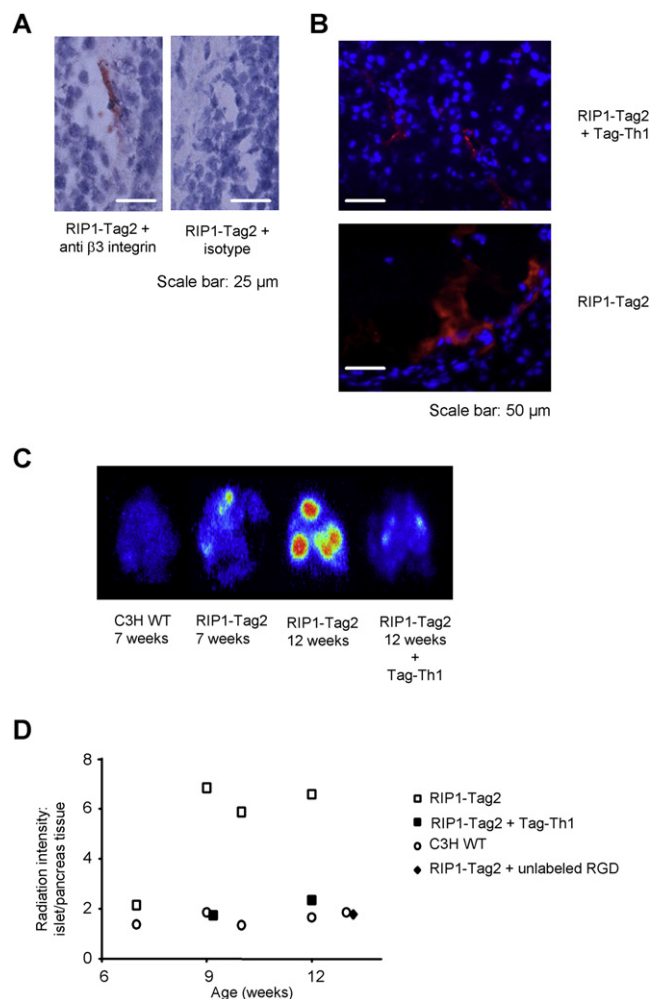 A
RIP1-Tag2 +
anti β3 integrin
RIP1-Tag2 +
isotype
Scale bar: 25 µm
B
RIP1-Tag2
+ Tag-Th1
RIP1-Tag2
Scale bar: 50 µm
C
C3H WT
7 weeks
RIP1-Tag2
7 weeks
RIP1-Tag2
12 weeks
RIP1-Tag2
12 weeks
+
Tag-Th1
D
Radiation intensity:
islet/pancreas tissue
8
6
4
2
0
6
9
12
Age (weeks)
RIP1-Tag2
RIP1-Tag2 + Tag-Th1
C3H WT
RIP1-Tag2 + unlabeled RGD